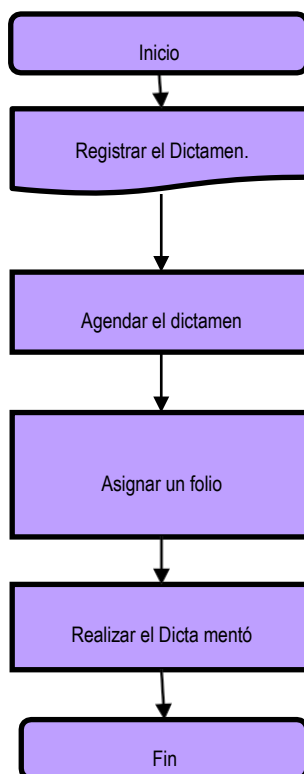 Inicio
Registrar el Dictamen.
Agendar el dictamen
Asignar un folio
Realizar el Dicta mentó
Fin